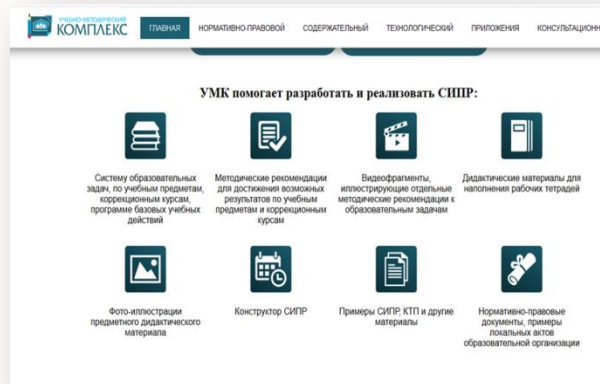 УЧЕБНО-МЕТОДИЧЕСКИЙ
КОМПЛЕКС
ГЛАВНАЯ НОРМАТИВНО-ПРАВОВОЙ СОДЕРЖАТЕЛЬНЫЙ ТЕХНОЛОГИЧЕСКИЙ ПРИЛОЖЕНИЯ КОНСУЛЬТАЦИОНН
УМК помогает разработать и реализовать СИПР:
Систему образовательных
задач, по учебным предметам,
коррекционным курсам,
программе базовых учебных
действий
Методические рекомендации
для достижения возможных
результатов по учебным
предметам и коррекционным
курсам
Видеофрагменты,
иллюстрирующие отдельные
методические рекомендации к
образовательным задачам
Дидактические материалы для
наполнения рабочих тетрадей
Фото-иллюстрации
предметного дидактического
материала
Конструктор СИПР
Примеры СИПР, КТП и другие
материалы
Нормативно-правовые
документы, примеры
локальных актов
образовательной организации